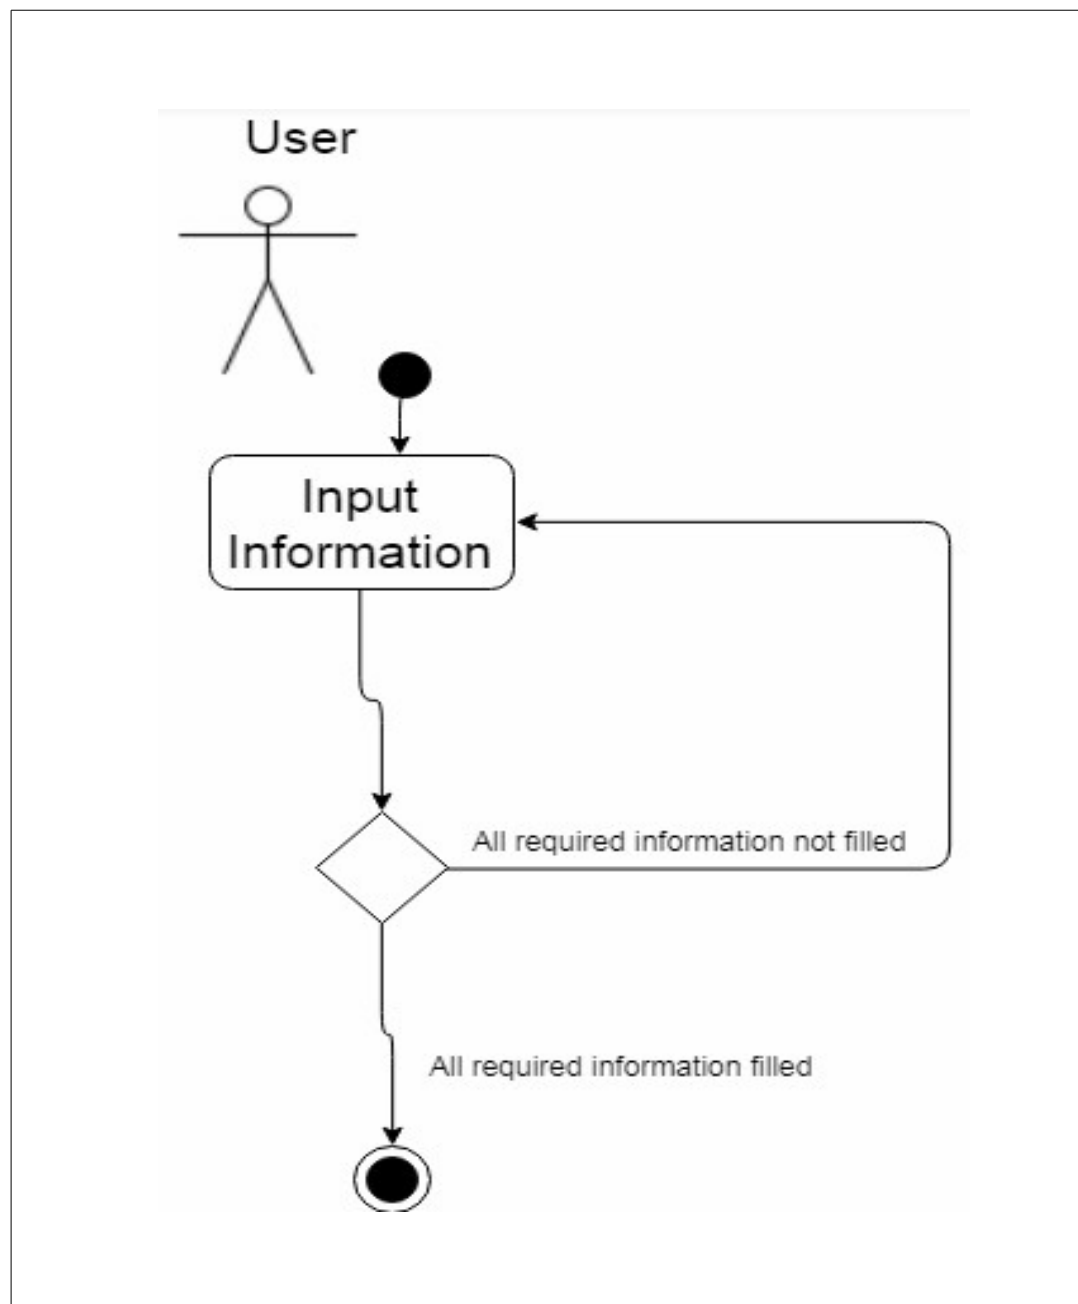 User
Input
Information
All required information not filled
All required information filled